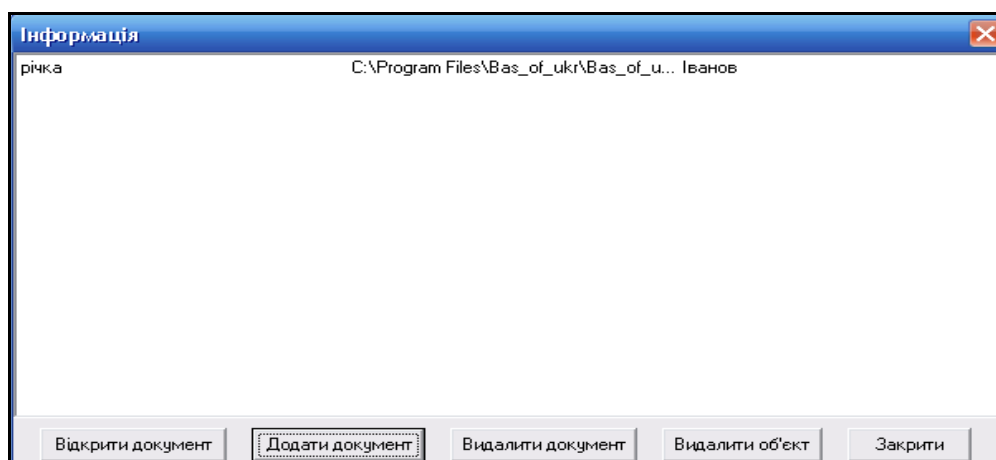 Інформація
річка C:\Program Files\Bas_of_ukr\Bas_of_u... Іванов
Відкрити документ Додати документ Видалити документ Видалити об'єкт Закрити